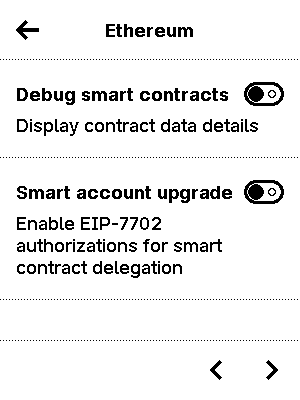 Ethereum
Debug smart contracts
Display contract data details
Smart account upgrade
Enable EIP-7702
authorizations for smart
contract delegation